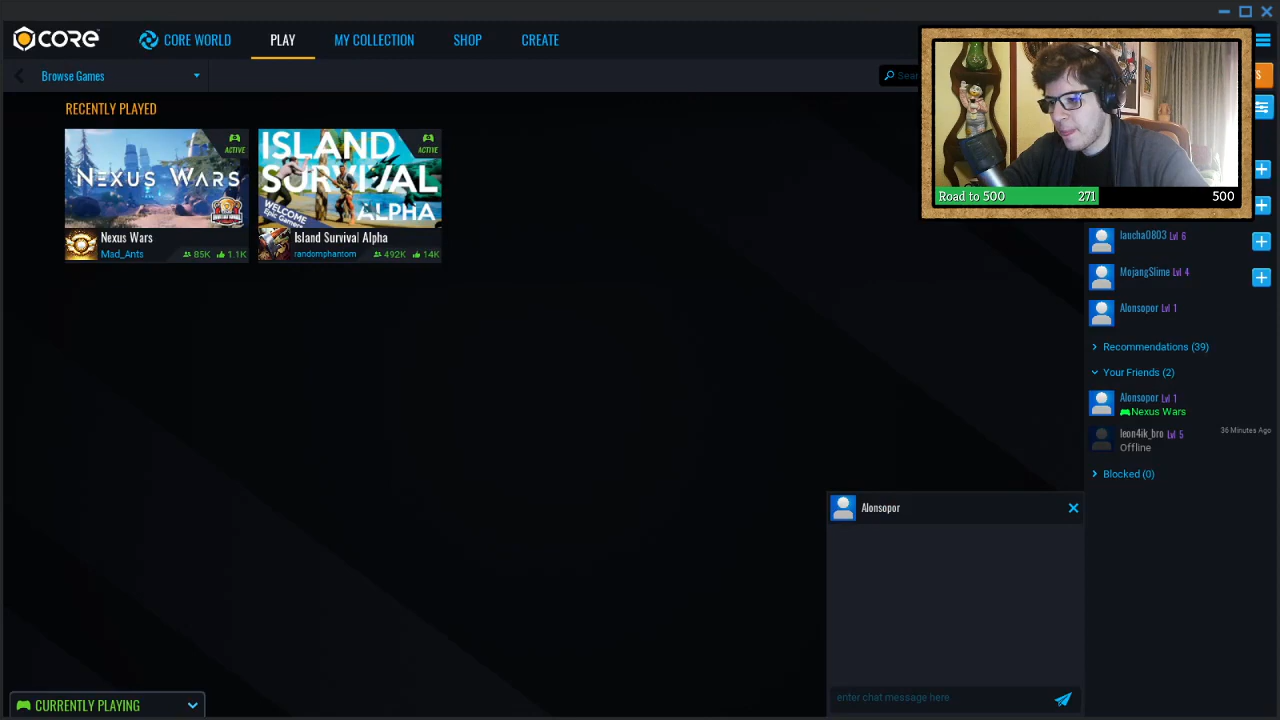 CORE
CORE WORLD
PLAY
MY COLLECTION
SHOP
CREATE
Browse Games
Road to 500
271
500
RECENTLY PLAYED
NEXUS WARS
ACTIVE
ISLAND
SURVIVAL
ALPHA
WELCOME
Epic Gamer
ACTIVE
Nexus Wars
Mad_Ants
85K
1.1K
Island Survival Alpha
randomphantom
492K
14K
laucha0803 Lvl 6
MojangSlime Lvl 4
Alonsopor Lvl 1
Recommendations (39)
Your Friends (2)
Alonsopor Lvl 1
Nexus Wars
leon4ik_bro Lvl 5
36 Minutes Ago
Offline
Blocked (0)
Alonsopor
enter chat message here
CURRENTLY PLAYING